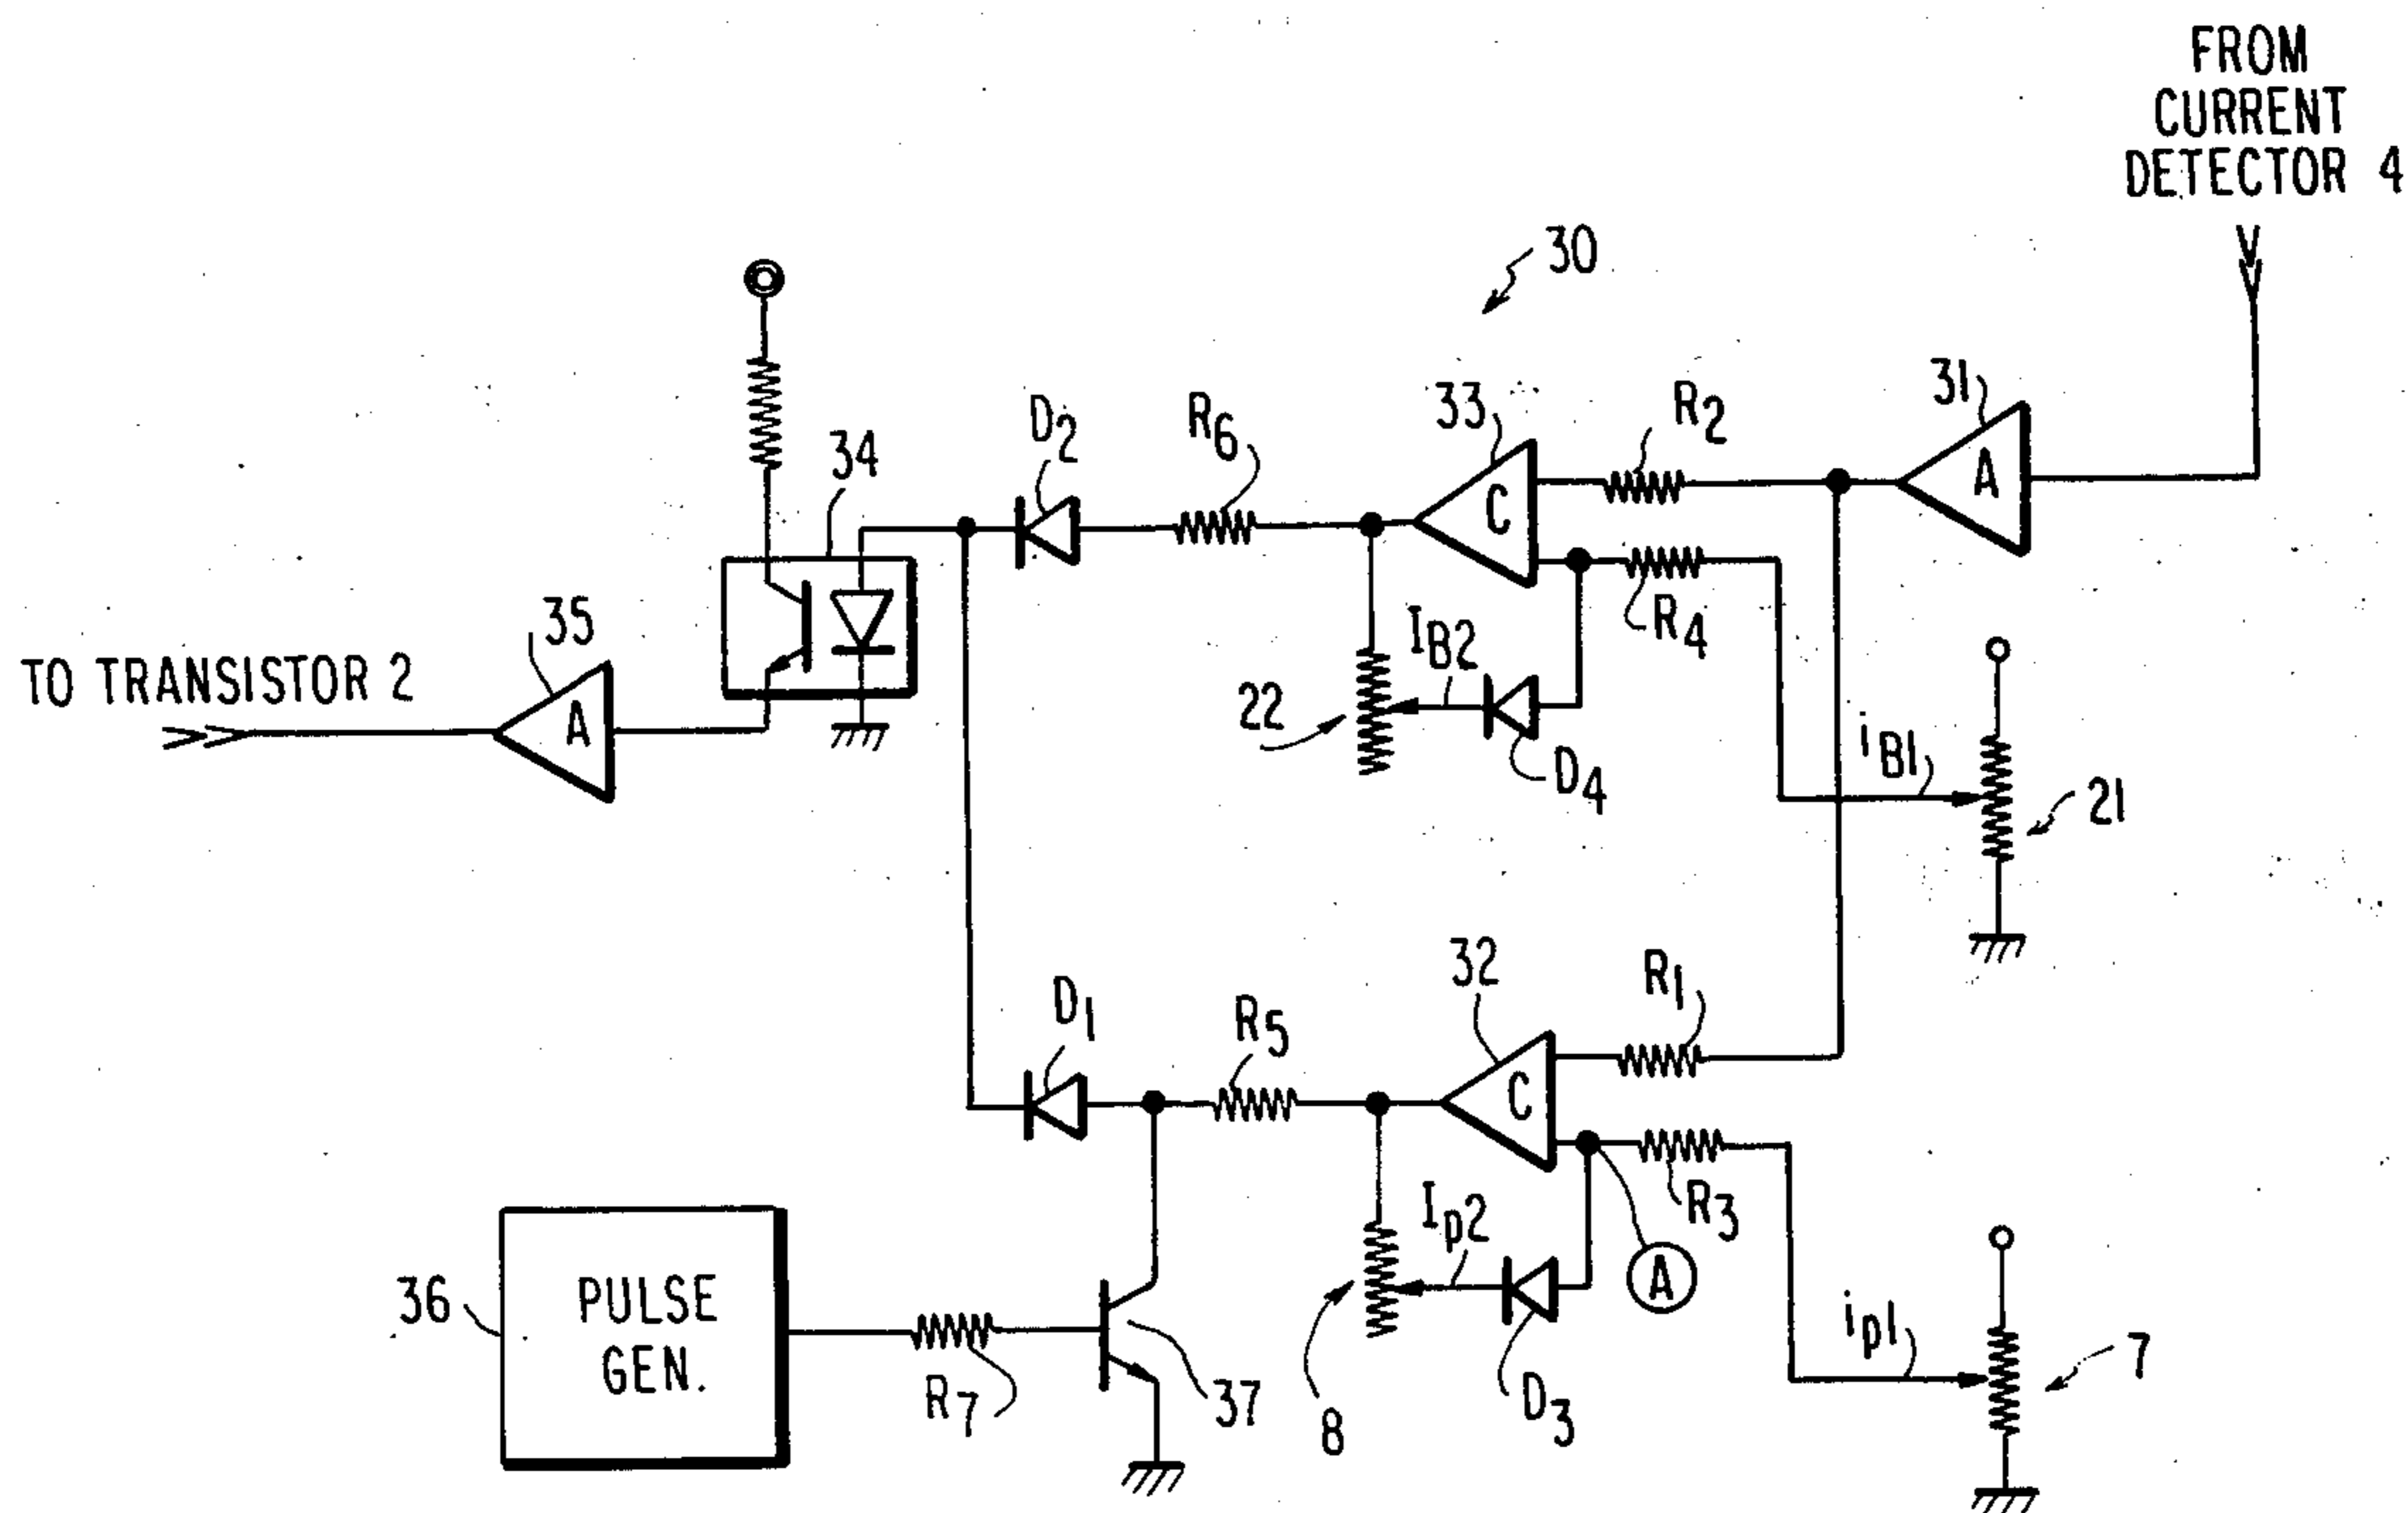 FROM
CURRENT
DETECTOR 4
30
31
R2
33
R6
D2
34
A
C
R4
35
IB2
TO TRANSISTOR 2
22
A
D4
iB1
21
32
R1
D1
R5
C
R3
Ip2
36
PULSE
GEN.
A
ip1
R7
37
8
D3
7